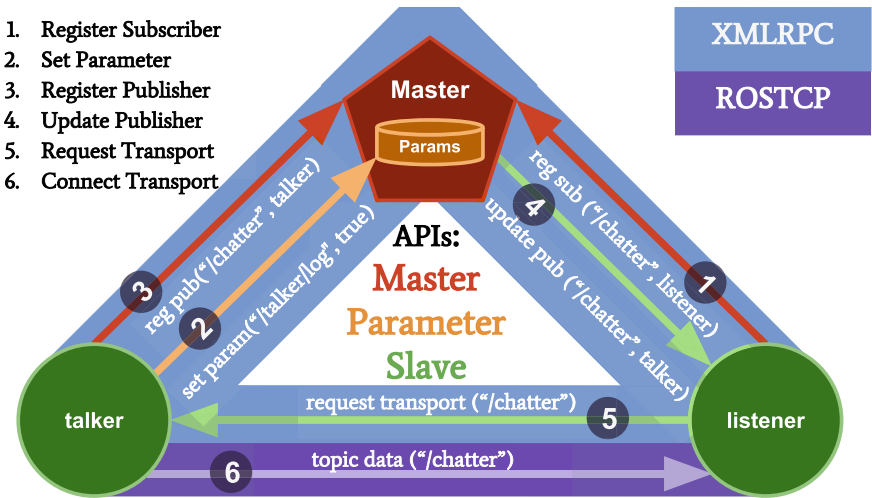 1. Register Subscriber
2. Set Parameter
3. Register Publisher
4. Update Publisher
5. Request Transport
6. Connect Transport
XMLRPC
ROSTCP
Master
Params
reg pub(“/chatter”, talker)
3
set param(“/talker/log”, true)
2
reg sub (“/chatter”, listener)
1
update pub (“/chatter”, talker)
4
APIs:
Master
Parameter
Slave
talker
listener
request transport (“/chatter”)
5
topic data (“/chatter”)
6